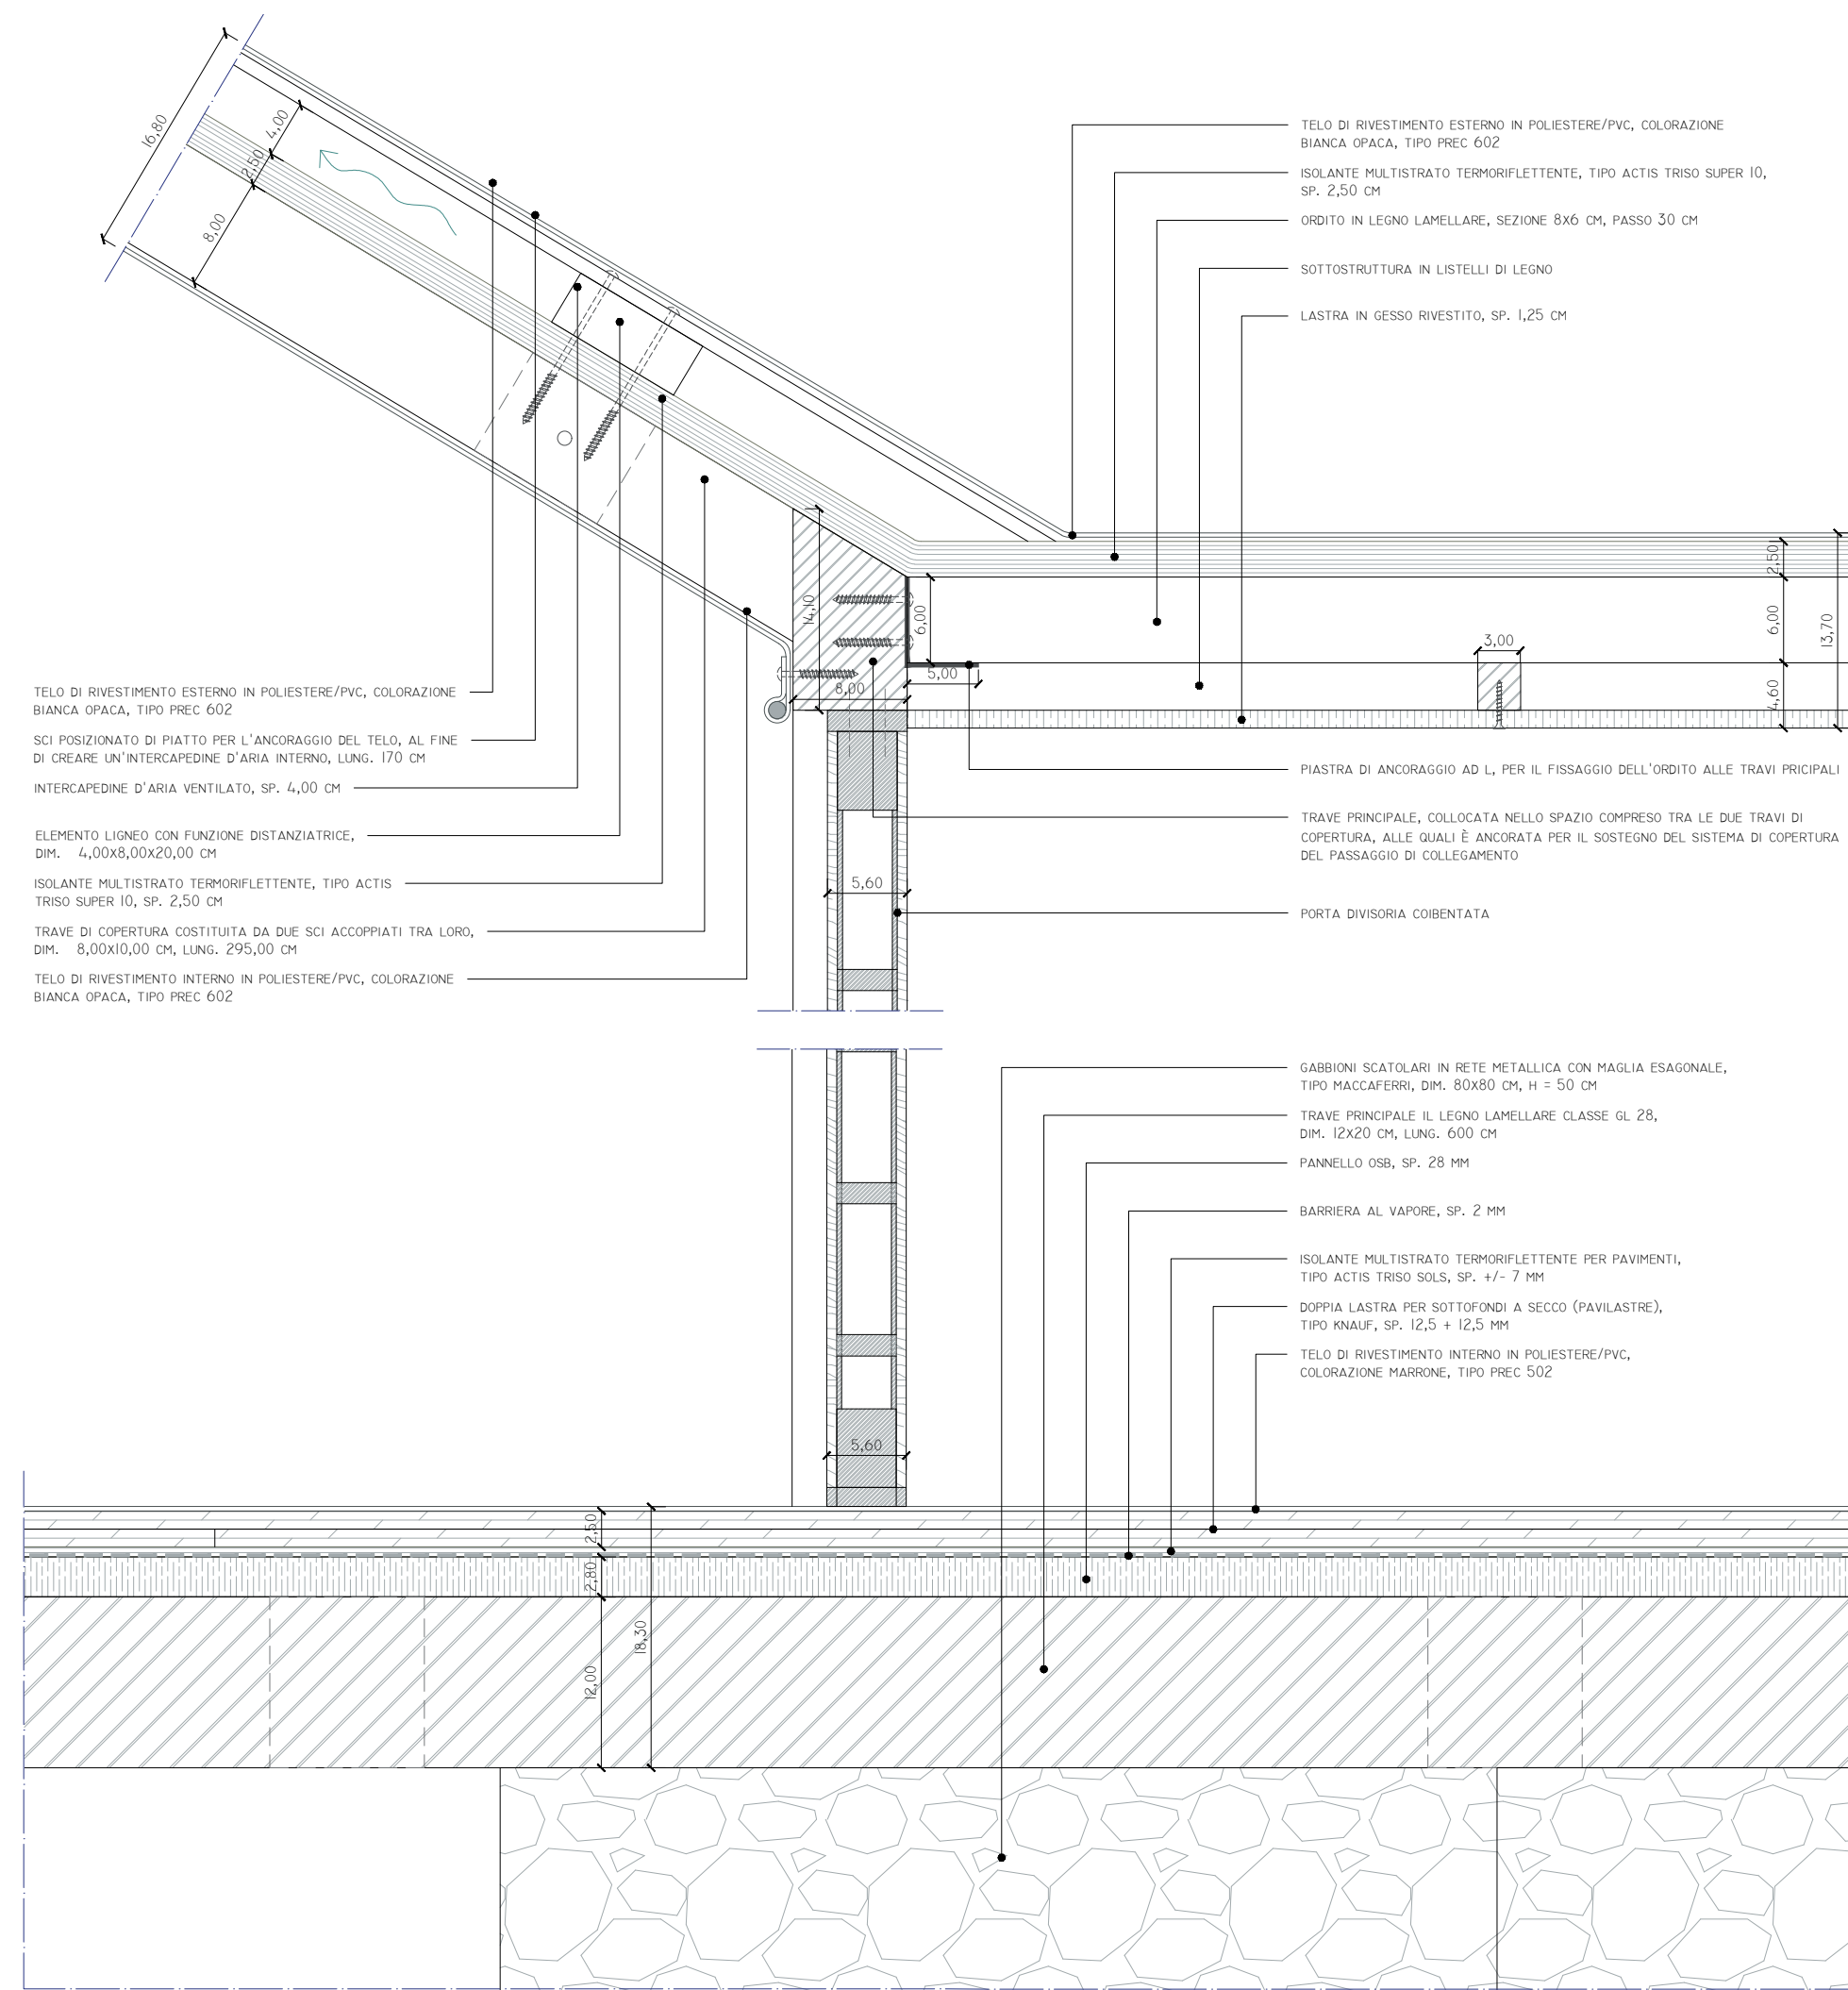 16,80
4,00
2,50
8,00
TELO DI RIVESTIMENTO ESTERNO IN POLIESTERE/PVC, COLORAZIONE
BIANCA OPACA, TIPO PREC 602
ISOLANTE MULTISTRATO TERMORIFLETTENTE, TIPO ACTIS TRISO SUPER 10,
SP. 2,50 CM
ORDITO IN LEGNO LAMELLARE, SEZIONE 8X6 CM, PASSO 30 CM
SOTTOSTRUTTURA IN LISTELLI DI LEGNO
LASTRA IN GESSO RIVESTITO, SP. 1,25 CM
14,10
6,00
5,00
8,00
3,00
2,50
6,00
4,60
13,70
TELO DI RIVESTIMENTO ESTERNO IN POLIESTERE/PVC, COLORAZIONE
BIANCA OPACA, TIPO PREC 602
SCI POSIZIONATO DI PIATTO PER L'ANCORAGGIO DEL TELO, AL FINE
DI CREARE UN'INTERCAPEDINE D'ARIA INTERNO, LUNG. 170 CM
INTERCAPEDINE D'ARIA VENTILATO, SP. 4,00 CM
ELEMENTO LIGNEO CON FUNZIONE DISTANZIATRICE,
DIM. 4,00X8,00X20,00 CM
ISOLANTE MULTISTRATO TERMORIFLETTENTE, TIPO ACTIS
TRISO SUPER 10, SP. 2,50 CM
TRAVE DI COPERTURA COSTITUITA DA DUE SCI ACCOPPIATI TRA LORO,
DIM. 8,00X10,00 CM, LUNG. 295,00 CM
TELO DI RIVESTIMENTO INTERNO IN POLIESTERE/PVC, COLORAZIONE
BIANCA OPACA, TIPO PREC 602
PIASTRA DI ANCORAGGIO AD L, PER IL FISSAGGIO DELL'ORDITO ALLE TRAVI PRICIPALI
TRAVE PRINCIPALE, COLLOCATA NELLO SPAZIO COMPRESO TRA LE DUE TRAVI DI
COPERTURA, ALLE QUALI È ANCORATA PER IL SOSTEGNO DEL SISTEMA DI COPERTURA
DEL PASSAGGIO DI COLLEGAMENTO
5,60
PORTA DIVISORIA COIBENTATA
GABBIONI SCATOLARI IN RETE METALLICA CON MAGLIA ESAGONALE,
TIPO MACCAFERRI, DIM. 80X80 CM, H = 50 CM
TRAVE PRINCIPALE IL LEGNO LAMELLARE CLASSE GL 28,
DIM. 12X20 CM, LUNG. 600 CM
PANNELLO OSB, SP. 28 MM
BARRIERA AL VAPORE, SP. 2 MM
ISOLANTE MULTISTRATO TERMORIFLETTENTE PER PAVIMENTI,
TIPO ACTIS TRISO SOLS, SP. +/- 7 MM
DOPPIA LASTRA PER SOTTOFONDI A SECCO (PAVILASTRE),
TIPO KNAUF, SP. 12,5 + 12,5 MM
TELO DI RIVESTIMENTO INTERNO IN POLIESTERE/PVC,
COLORAZIONE MARRONE, TIPO PREC 502
5,60
2,50
2,80
12,00
18,30